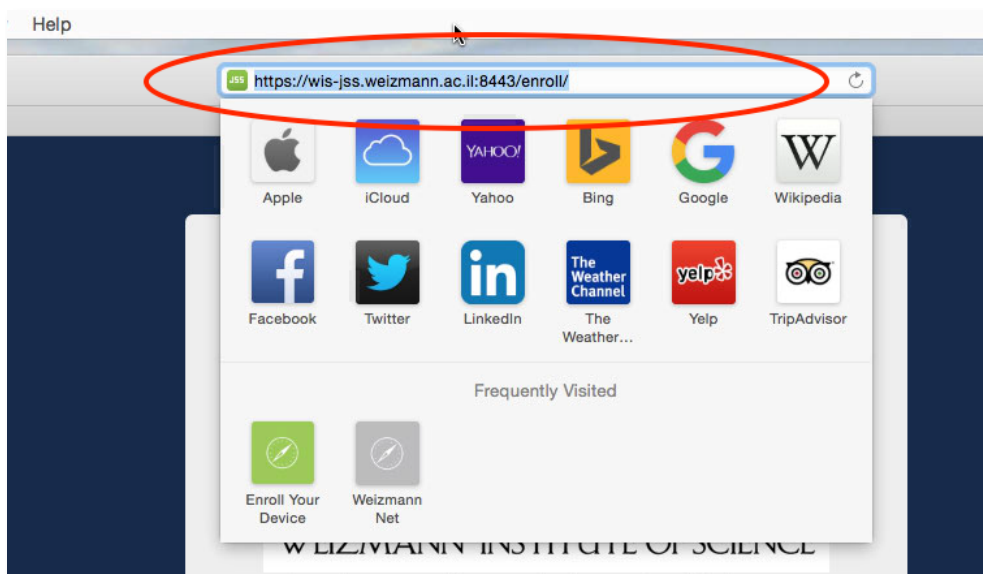 Help
JSS https://wis-jss.weizmann.ac.il:8443/enroll/
YAHOO! W
Apple iCloud Yahoo Bing Google Wikipedia
f in The Weather Channel yelp
Facebook Twitter LinkedIn The Weather... Yelp TripAdvisor
Frequently Visited
Enroll Your Device Weizmann Net
WEIZMANN INSTITUTE OF SCIENCE